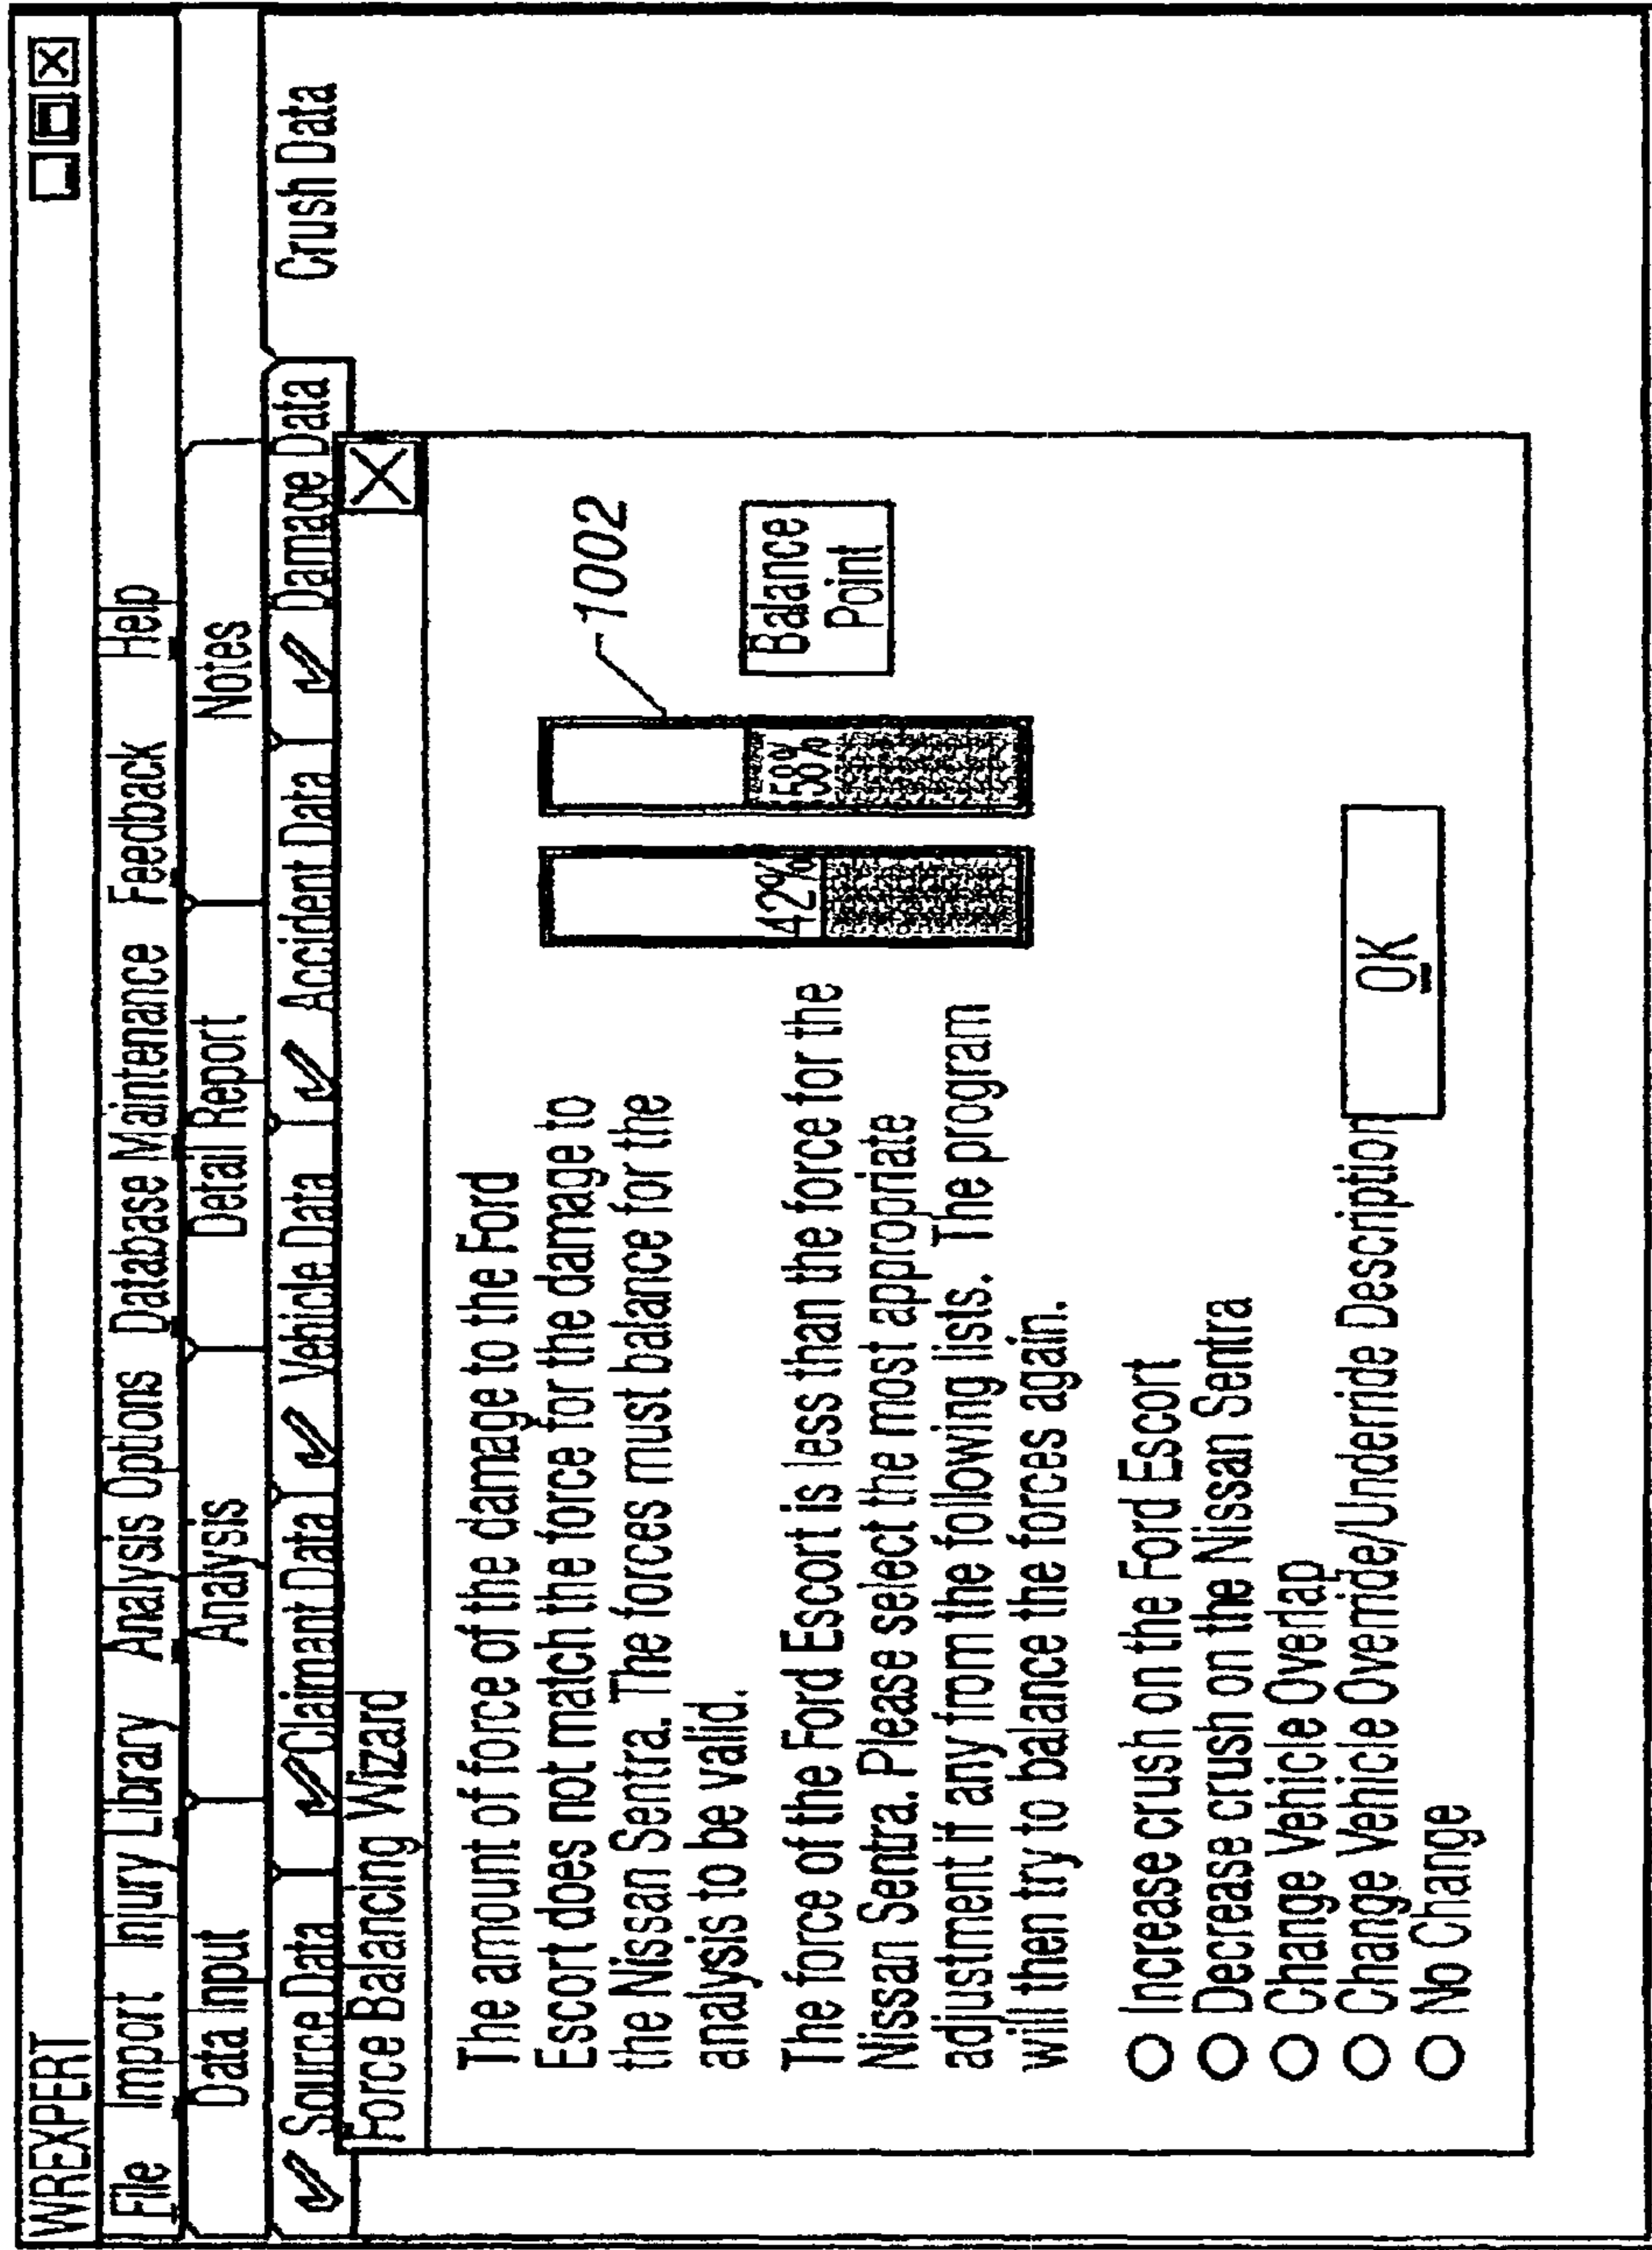 WREXPERT
File Import Injury Library Analysis Options Database Maintenance Feedback Help
Data Input Analysis Detail Report Notes
Source Data Claimant Data Vehicle Data Accident Data Damage Data Crush Data
Force Balancing Wizard
The amount of force of the damage to the Ford
Escort does not match the force for the damage to
the Nissan Sentra. The forces must balance for the
analysis to be valid.
The force of the Ford Escort is less than the force for the
Nissan Sentra. Please select the most appropriate
adjustment if any from the following lists. The program
will then try to balance the forces again.
42% 58%
1002
Balance
Point
Increase crush on the Ford Escort
Decrease crush on the Nissan Sentra
Change Vehicle Overlap
Change Vehicle Override/Underride Description
No Change
OK